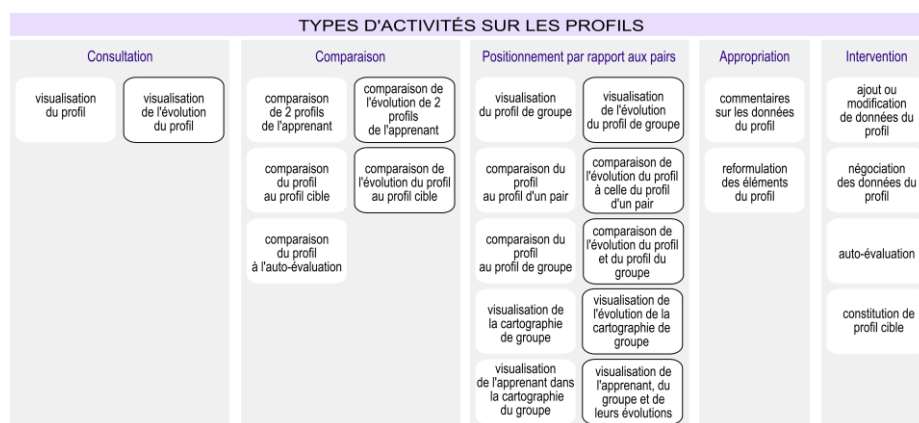 TYPES D'ACTIVITÉS SUR LES PROFILS
Consultation
visualisation
du profil
visualisation
de l'évolution
du profil
Comparaison
comparaison
de 2 profils
de l'apprenant
comparaison de
l'évolution de 2
profils
de l'apprenant
comparaison
du profil
au profil cible
comparaison de
l'évolution du profil
au profil cible
comparaison
du profil
à l'auto-évaluation
Positionnement par rapport aux pairs
visualisation
du profil de groupe
visualisation
de l'évolution
du profil de groupe
comparaison du
profil
au profil d'un pair
comparaison de
l'évolution du profil
à celle du profil
d'un pair
comparaison du
profil
au profil de groupe
comparaison de
l'évolution du profil
et du profil du
groupe
visualisation de
la cartographie
de groupe
visualisation de
l'évolution de la
cartographie de
groupe
visualisation
de l'apprenant dans
la cartographie
du groupe
visualisation de
l'apprenant, du
groupe et de
leurs évolutions
Appropriation
commentaires
sur les données
du profil
reformulation
des éléments
du profil
Intervention
ajout ou
modification
de données du
profil
négociation
des données du
profil
auto-évaluation
constitution de
profil cible